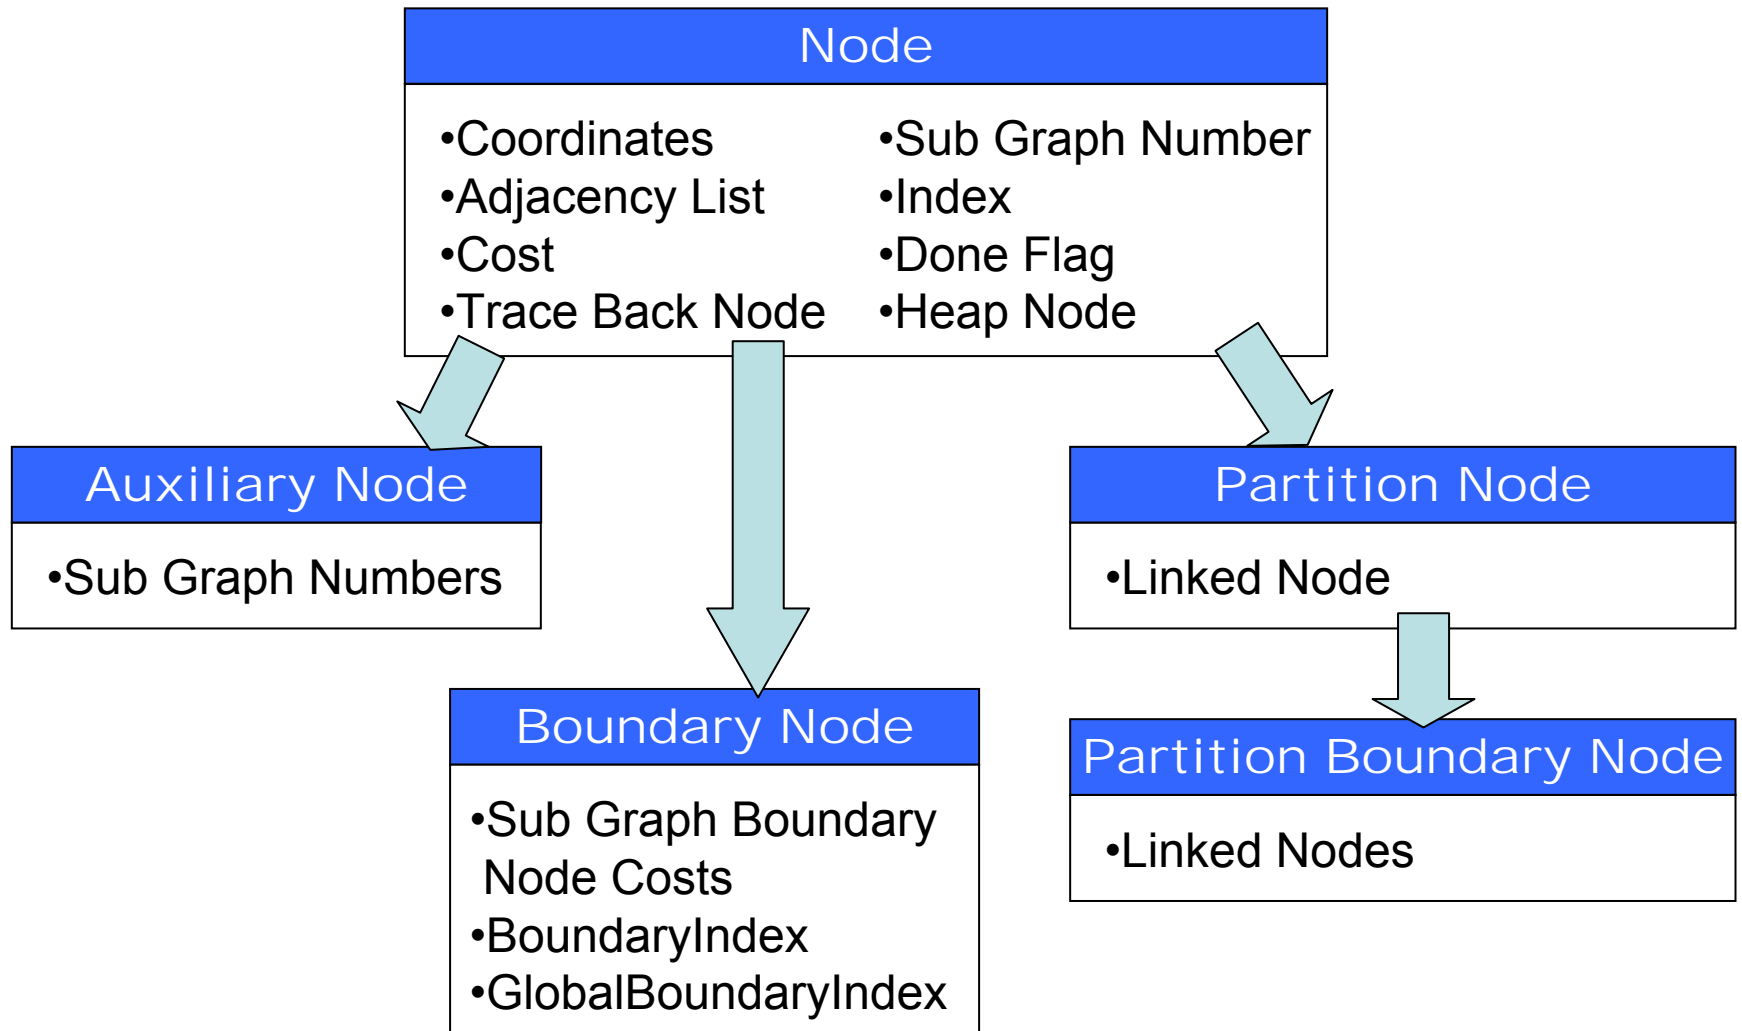 Node
•Coordinates
•Adjacency List
•Cost
•Trace Back Node
•Sub Graph Number
•Index
•Done Flag
•Heap Node
Auxiliary Node
•Sub Graph Numbers
Boundary Node
•Sub Graph Boundary
Node Costs
•BoundaryIndex
•GlobalBoundaryIndex
Partition Node
•Linked Node
Partition Boundary Node
•Linked Nodes